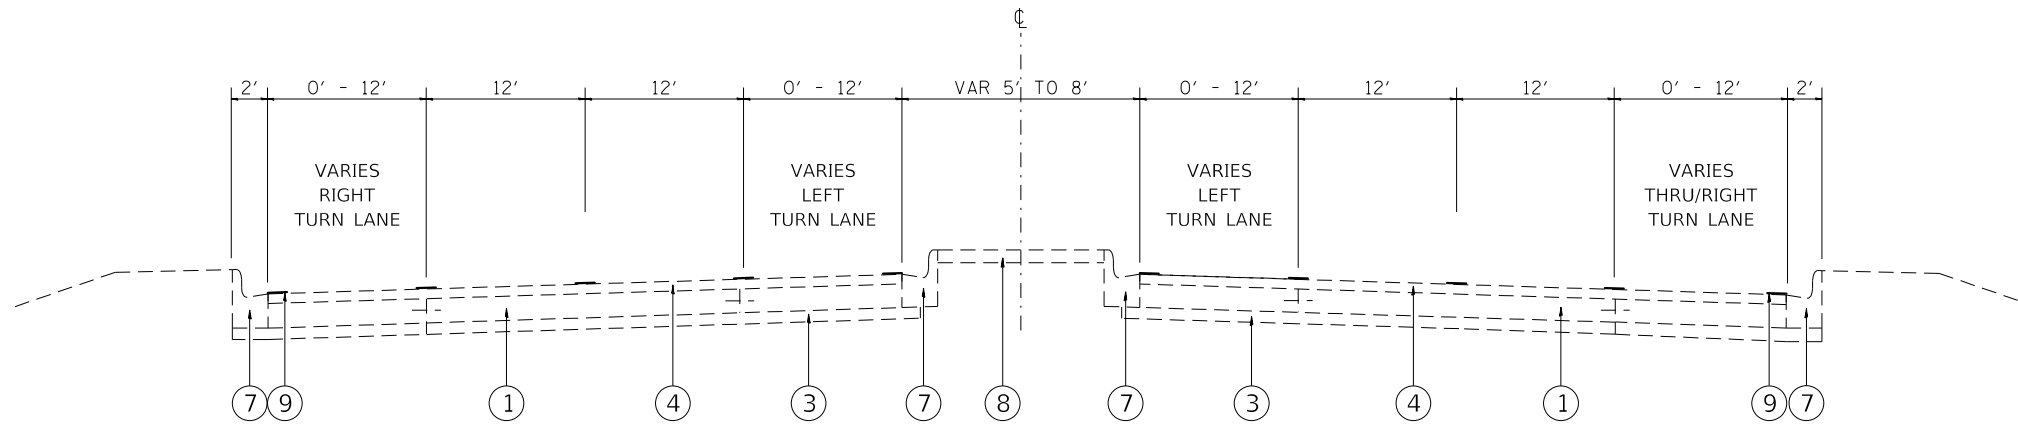 ℄
2' 0' - 12' 12' 12' 0' - 12' VAR 5' TO 8' 0' - 12' 12' 12' 0' - 12' 2'
VARIES
RIGHT
TURN LANE
VARIES
LEFT
TURN LANE
VARIES
LEFT
TURN LANE
VARIES
THRU/RIGHT
TURN LANE
7 9 1 4 3 7 8 7 3 4 1 9 7